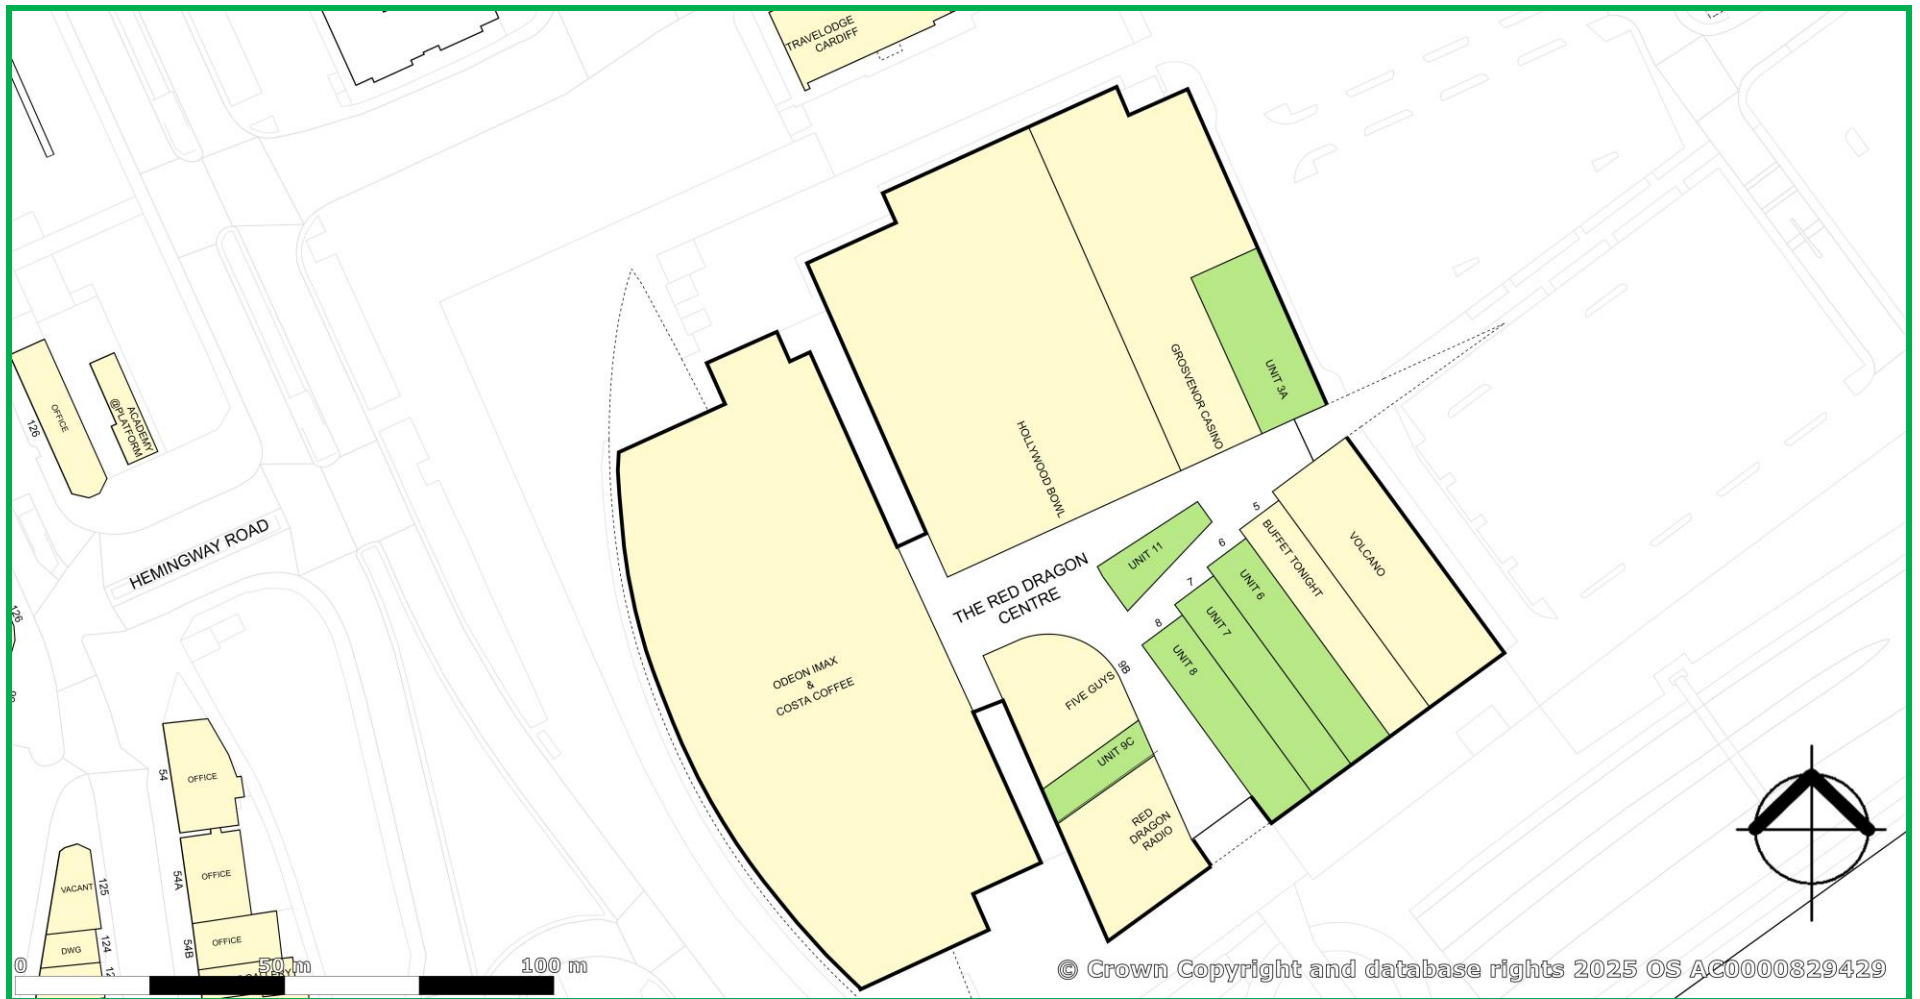 TRAVELODGE
CARDIFF
GROSVENOR CASINO
UNIT 3A
HOLLYWOOD BOWL
OFFICE
126
ACADEMY
@PLATFORM
HEMINGWAY ROAD
THE RED DRAGON
CENTRE
UNIT 11
5
BUFFET TONIGHT
VOLCANO
6
UNIT 6
7
UNIT 7
8
UNIT 8
126
ODEON IMAX
&
COSTA COFFEE
FIVE GUYS
9B
UNIT 9C
RED
DRAGON
RADIO
54
OFFICE
54A
OFFICE
54B
OFFICE
VACANT
125
DWG
124
0
50 m
100 m
© Crown Copyright and database rights 2025 OS AC0000829429